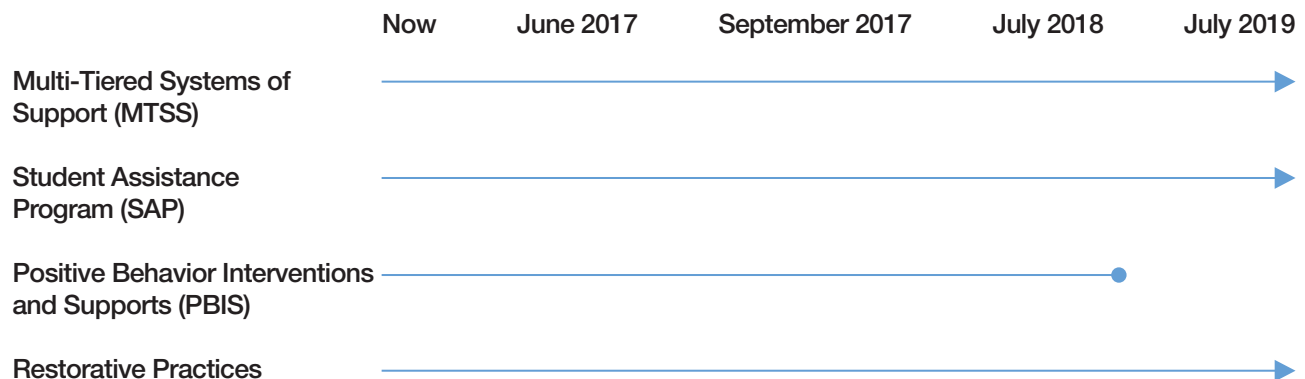 Now June 2017 September 2017 July 2018 July 2019
Multi-Tiered Systems of
Support (MTSS)
Student Assistance
Program (SAP)
Positive Behavior Interventions
and Supports (PBIS)
Restorative Practices